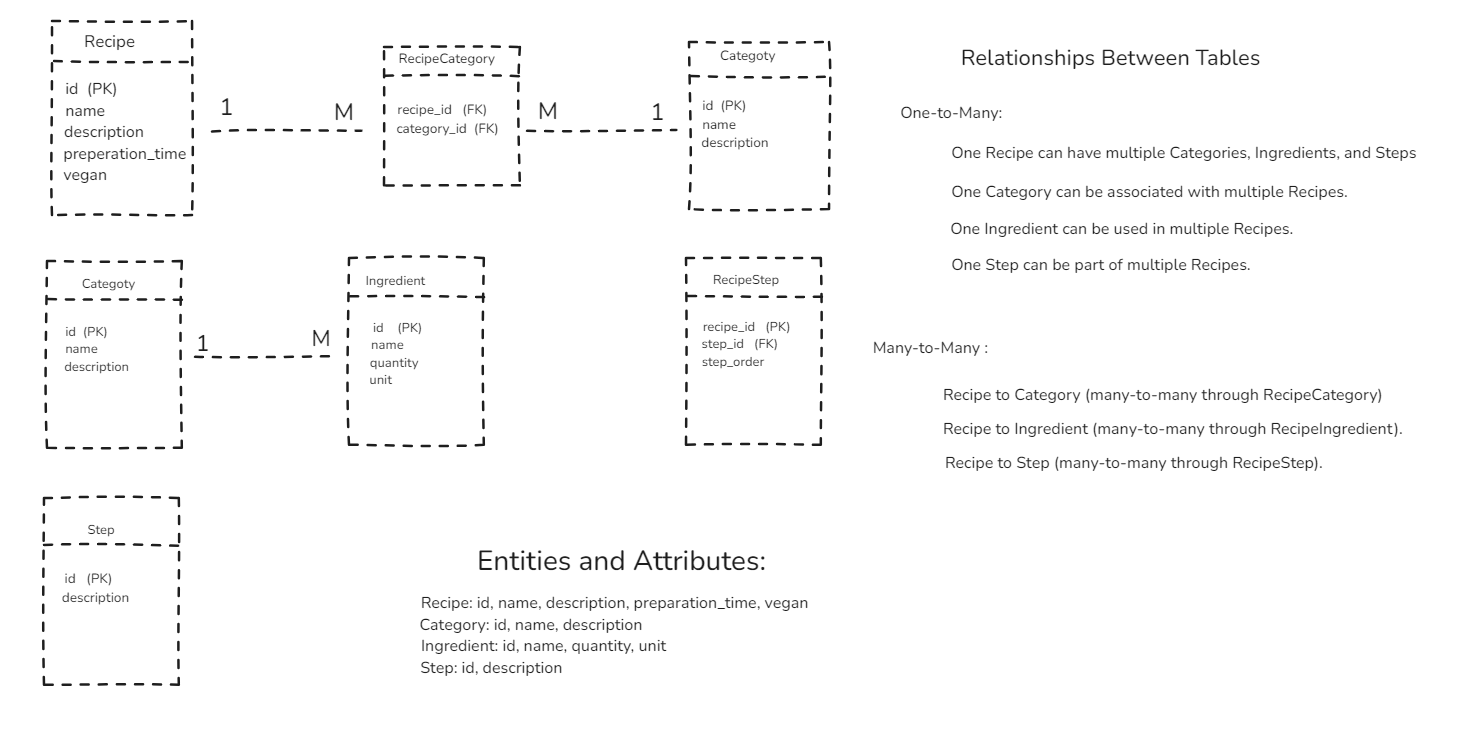 Recipe
id (PK)
name
description
preperation_time
vegan
1
M
RecipeCategory
recipe_id (FK)
category_id (FK)
M
1
Categoty
id (PK)
name
description
Relationships Between Tables
One-to-Many:
One Recipe can have multiple Categories, Ingredients, and Steps
One Category can be associated with multiple Recipes.
One Ingredient can be used in multiple Recipes.
One Step can be part of multiple Recipes.
Categoty
id (PK)
name
description
1
M
Ingredient
id (PK)
name
quantity
unit
RecipeStep
recipe_id (PK)
step_id (FK)
step_order
Many-to-Many :
Recipe to Category (many-to-many through RecipeCategory)
Recipe to Ingredient (many-to-many through RecipeIngredient).
Recipe to Step (many-to-many through RecipeStep).
Step
id (PK)
description
Entities and Attributes:
Recipe: id, name, description, preparation_time, vegan
Category: id, name, description
Ingredient: id, name, quantity, unit
Step: id, description